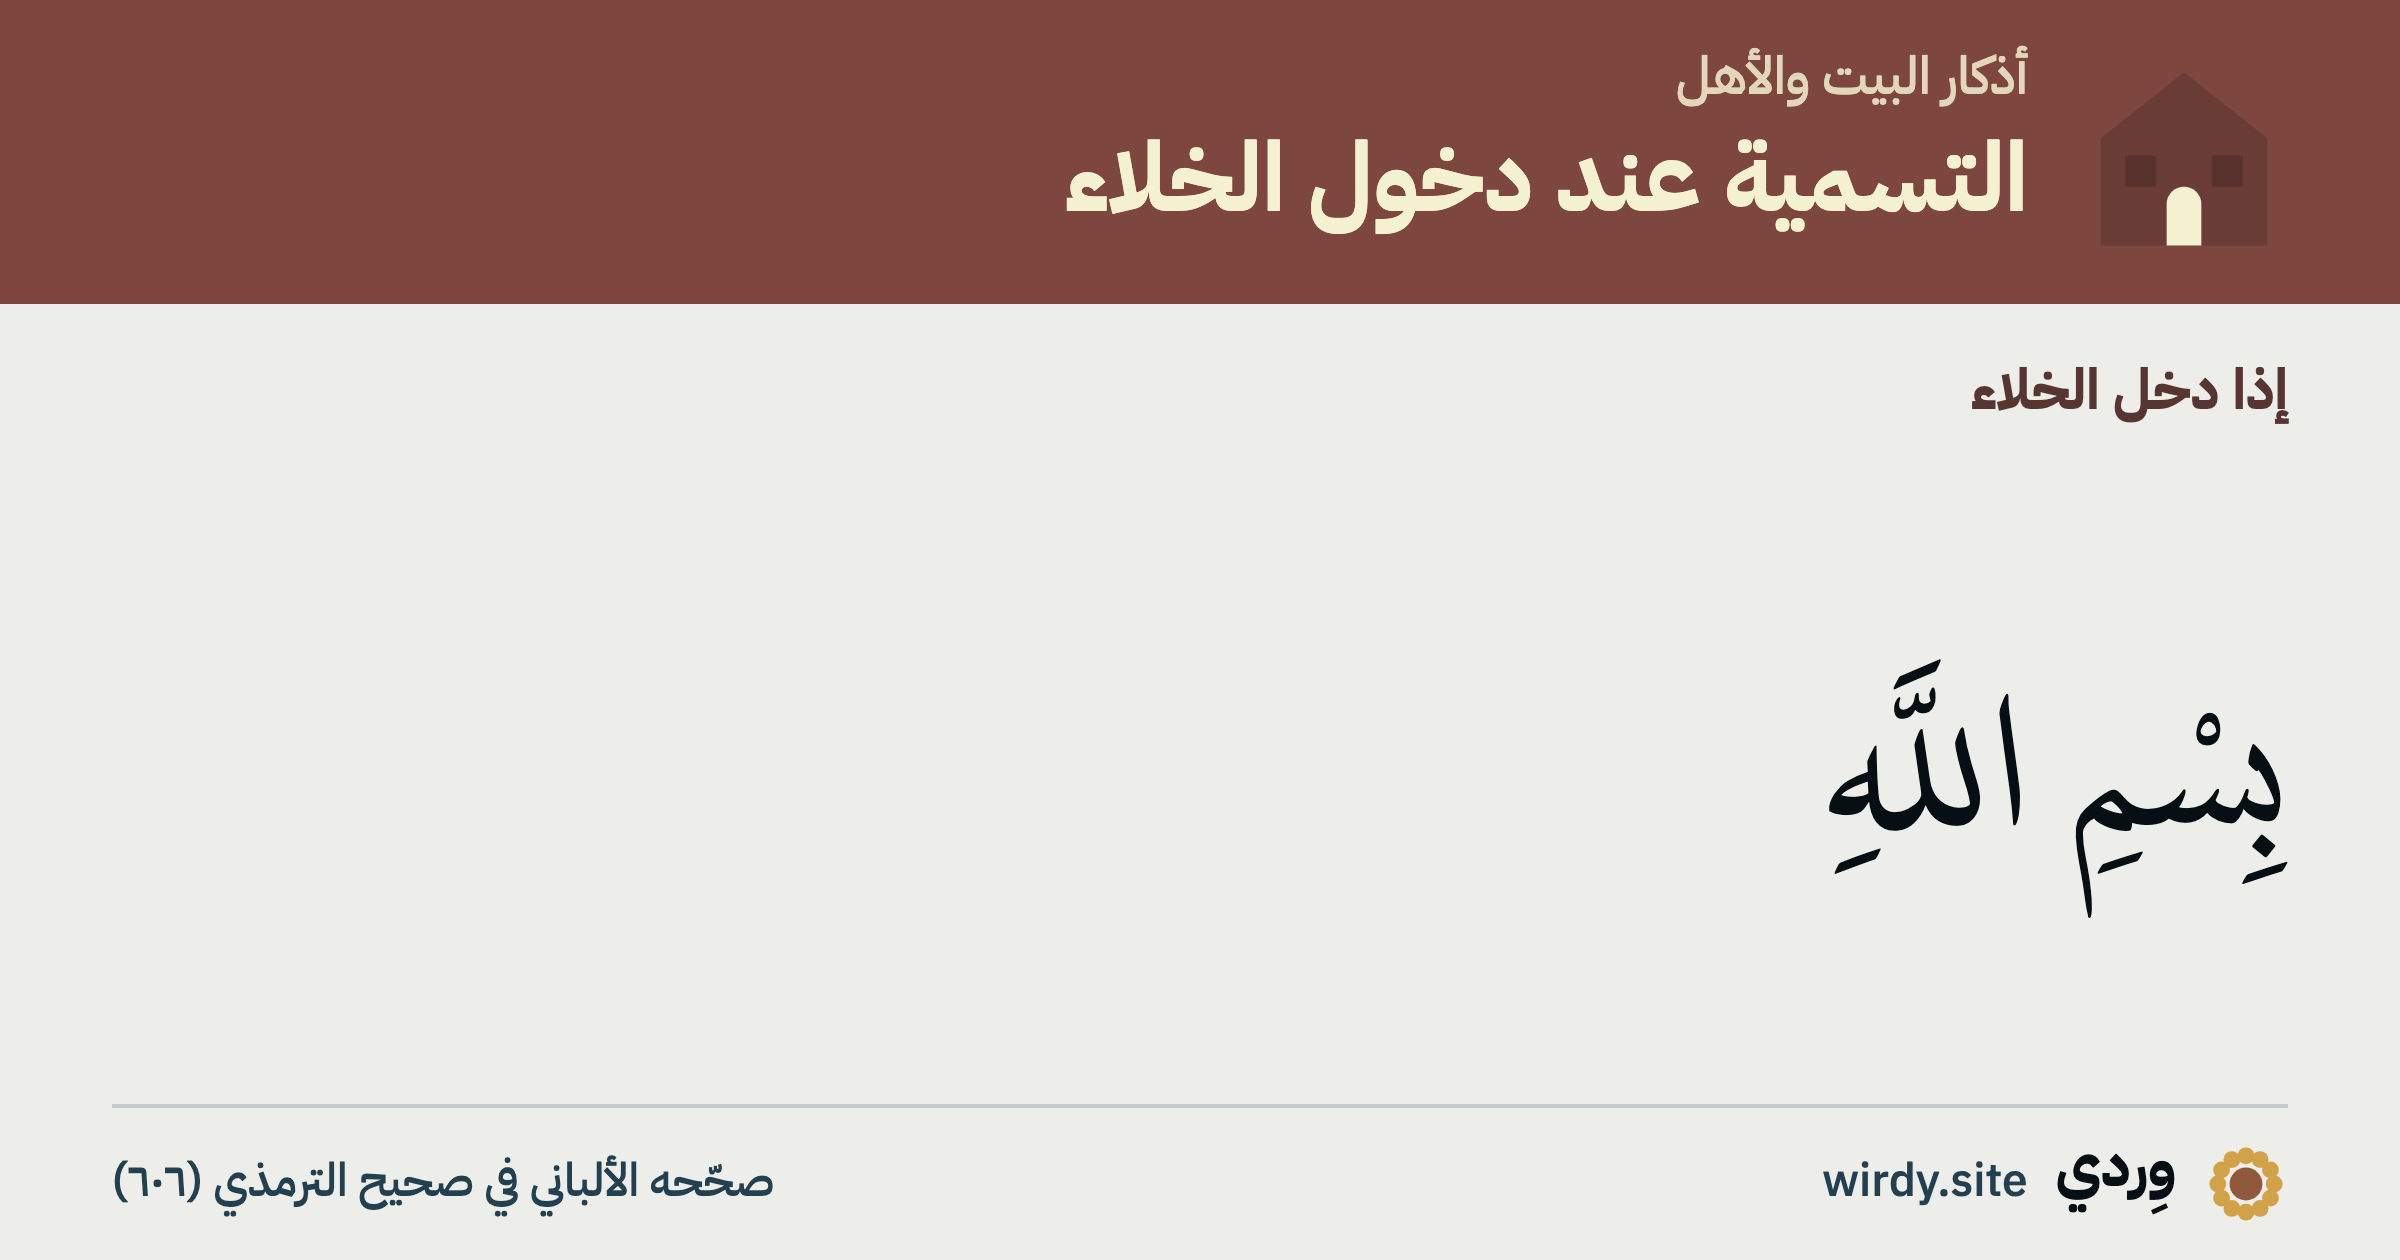 أذكار البيت والأهل
التسمية عند دخول الخلاء
إذا دخل الخلاء
بِسْمِ اللَّهِ
وِردي wirdy.site
صحّحه الألباني في صحيح الترمذي (٦٠٦)